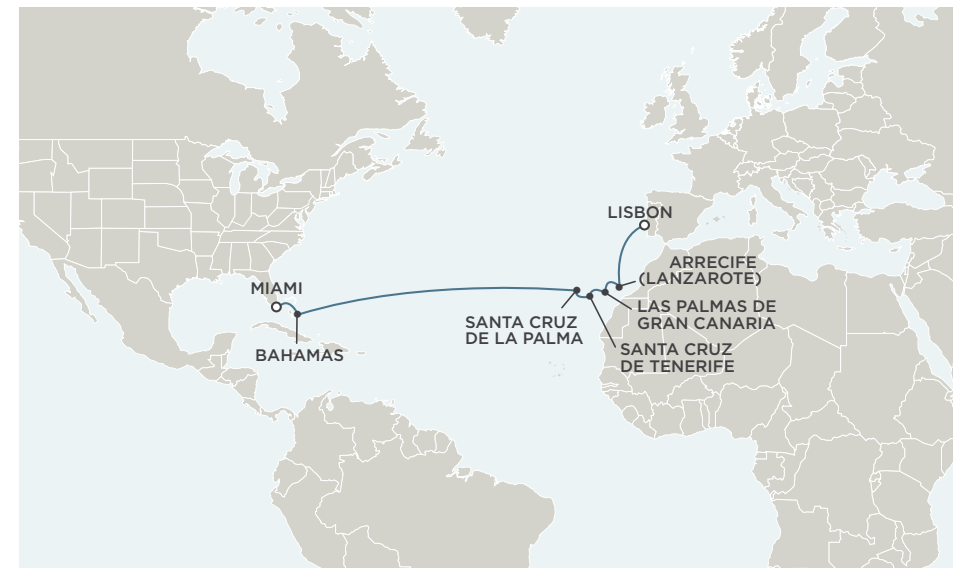 LISBON
ARRECIFE
(LANZAROTE)
MIAMI
LAS PALMAS DE
GRAN CANARIA
SANTA CRUZ
DE LA PALMA
SANTA CRUZ
DE TENERIFE
BAHAMAS